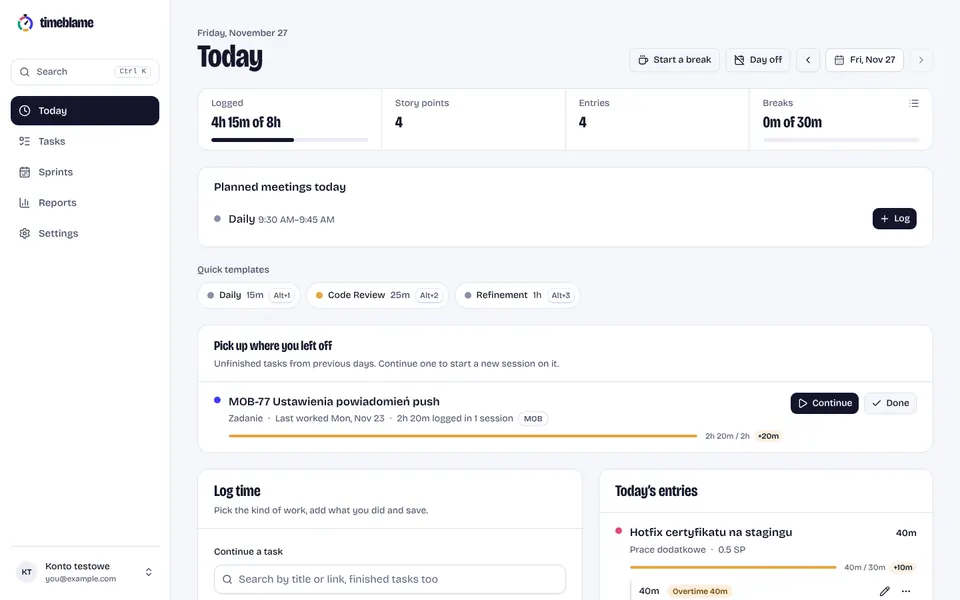 timeblame
Search
Ctrl K
Today
Tasks
Sprints
Reports
Settings
KT
Konto testowe
you@example.com
Friday, November 27
Today
Start a break
Day off
Fri, Nov 27
Logged
4h 15m of 8h
Story points
4
Entries
4
Breaks
0m of 30m
Planned meetings today
Daily 9:30 AM–9:45 AM
+ Log
Quick templates
Daily 15m Alt+1
Code Review 25m Alt+2
Refinement 1h Alt+3
Pick up where you left off
Unfinished tasks from previous days. Continue one to start a new session on it.
MOB-77 Ustawienia powiadomień push
Zadanie · Last worked Mon, Nov 23 · 2h 20m logged in 1 session MOB
2h 20m / 2h +20m
Continue
Done
Log time
Pick the kind of work, add what you did and save.
Continue a task
Search by title or link, finished tasks too
Today's entries
Hotfix certyfikatu na stagingu 40m
Prace dodatkowe · 0.5 SP
40m / 30m +10m
40m Overtime 40m